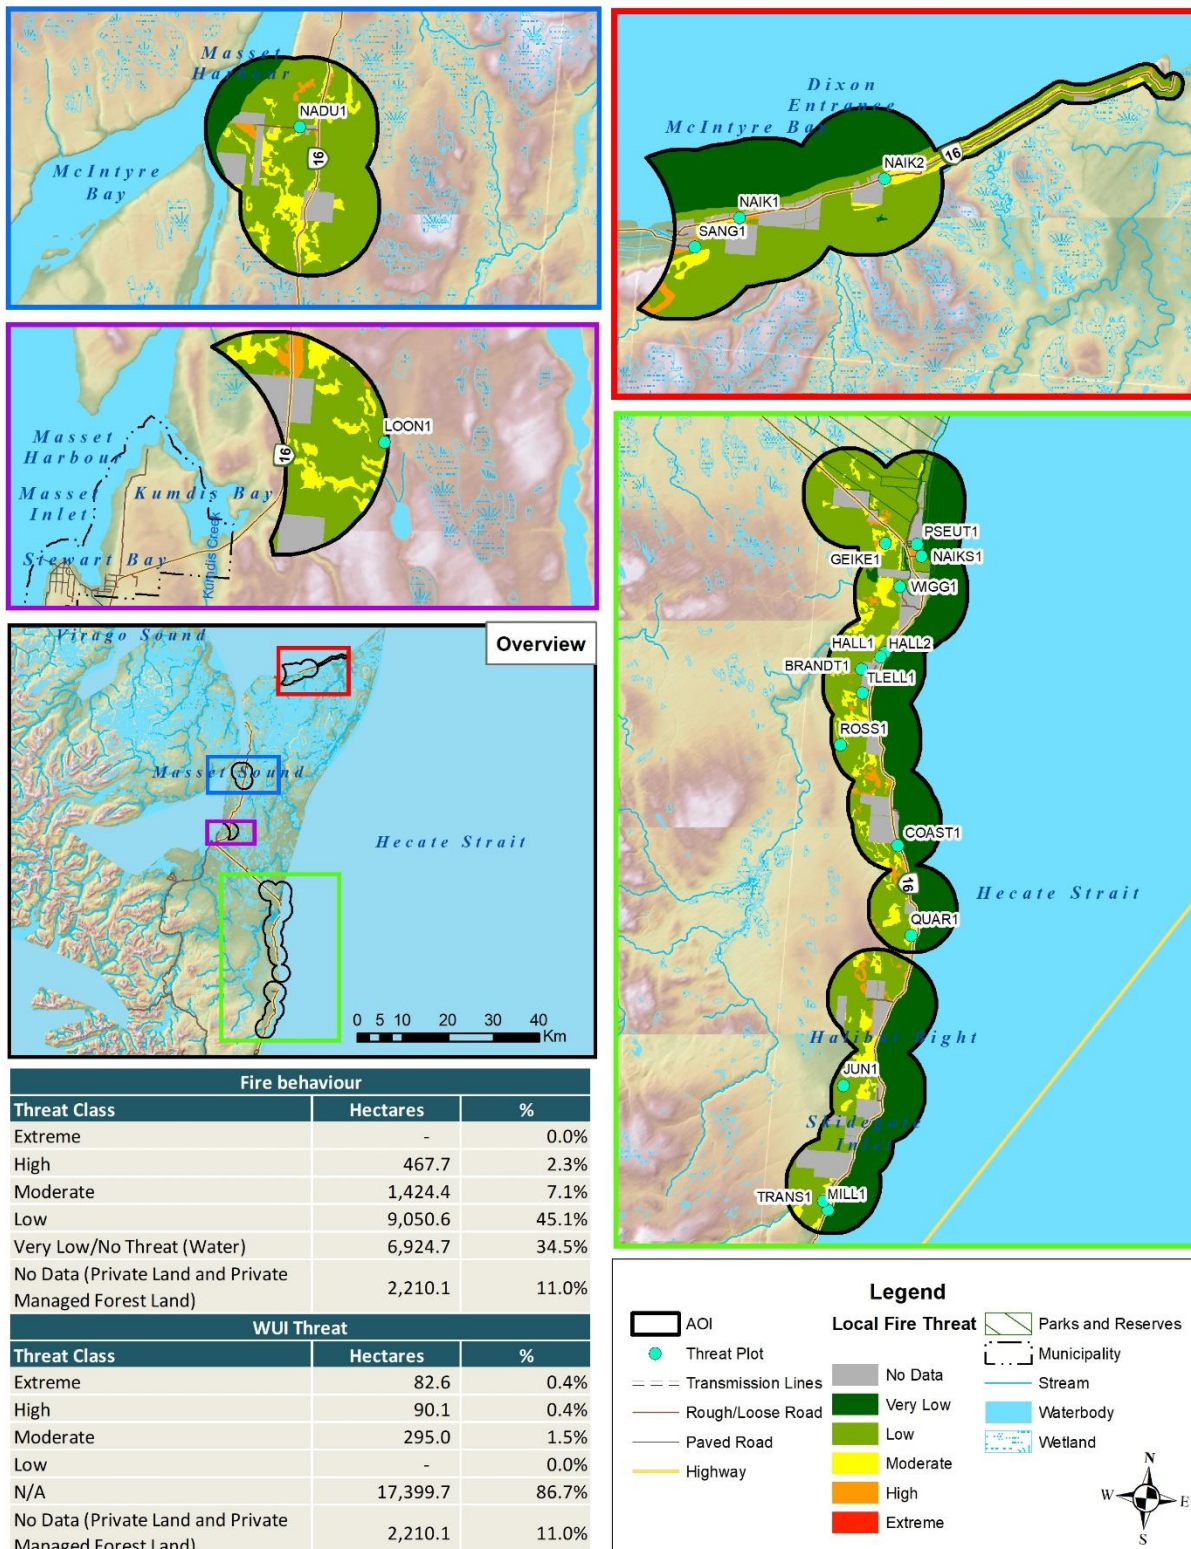 Masset
Harbour
NADU1
16
McIntyre
Bay
Dixon
Entrance
McIntyre Bay
16
NAIK2
NAIK1
SANG1
LOON1
16
Masset
Harbour
Masset
Inlet
Kumdis Bay
Stewart Bay
Kumdis Creek
PSEUT1
GEIKE1
NAIKS1
WIGG1
HALL1
HALL2
BRANDT1
TLELL1
ROSS1
COAST1
16
Hecate Strait
QUAR1
Halibut Bight
JUN1
Skidegate
Inlet
TRANS1
MILL1
Overview
Virago Sound
Masset Sound
Hecate Strait
0 5 10 20 30 40
Km
Fire behaviour
Threat Class Hectares %
Extreme - 0.0%
High 467.7 2.3%
Moderate 1,424.4 7.1%
Low 9,050.6 45.1%
Very Low/No Threat (Water) 6,924.7 34.5%
No Data (Private Land and Private
Managed Forest Land) 2,210.1 11.0%
WUI Threat
Threat Class Hectares %
Extreme 82.6 0.4%
High 90.1 0.4%
Moderate 295.0 1.5%
Low - 0.0%
N/A 17,399.7 86.7%
No Data (Private Land and Private
Managed Forest Land) 2,210.1 11.0%
Legend
AOI
Threat Plot
Transmission Lines
Rough/Loose Road
Paved Road
Highway
Local Fire Threat
No Data
Very Low
Low
Moderate
High
Extreme
Parks and Reserves
Municipality
Stream
Waterbody
Wetland
N
W E
S